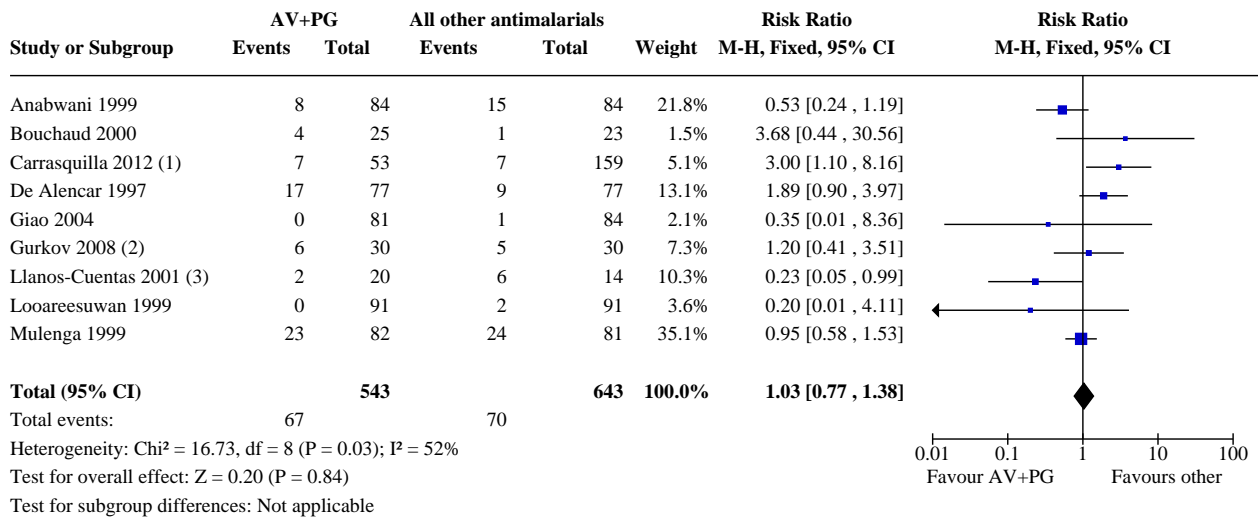 AV+PG All other antimalarials Risk Ratio Risk Ratio
Study or Subgroup Events Total Events Total Weight M-H, Fixed, 95% CI M-H, Fixed, 95% CI
Anabwani 1999 8 84 15 84 21.8% 0.53 [0.24 , 1.19]
Bouchaud 2000 4 25 1 23 1.5% 3.68 [0.44 , 30.56]
Carrasquilla 2012 (1) 7 53 7 159 5.1% 3.00 [1.10 , 8.16]
De Alencar 1997 17 77 9 77 13.1% 1.89 [0.90 , 3.97]
Giao 2004 0 81 1 84 2.1% 0.35 [0.01 , 8.36]
Gurkov 2008 (2) 6 30 5 30 7.3% 1.20 [0.41 , 3.51]
Llanos-Cuentas 2001 (3) 2 20 6 14 10.3% 0.23 [0.05 , 0.99]
Looareesuwan 1999 0 91 2 91 3.6% 0.20 [0.01 , 4.11]
Mulenga 1999 23 82 24 81 35.1% 0.95 [0.58 , 1.53]
Total (95% CI) 543 643 100.0% 1.03 [0.77 , 1.38]
Total events: 67 70
Heterogeneity: Chi² = 16.73, df = 8 (P = 0.03); I² = 52%
0.01 0.1 1 10 100
Test for overall effect: Z = 0.20 (P = 0.84)
Favour AV+PG Favours other
Test for subgroup differences: Not applicable